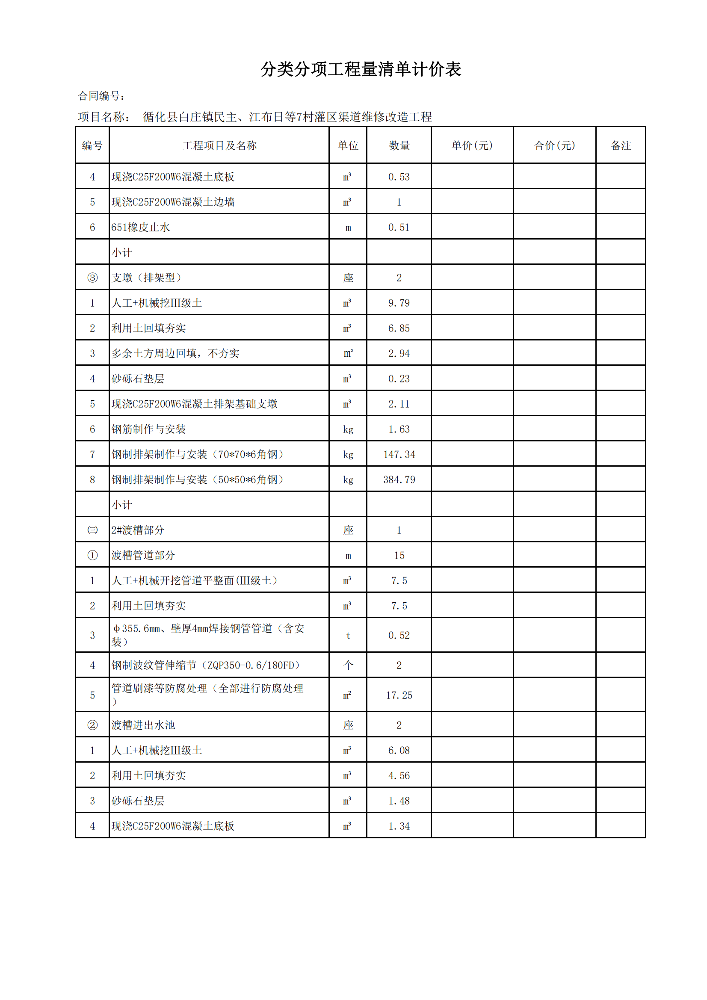 分类分项工程量清单计价表
合同编号：
项目名称： 循化县白庄镇民主、江布日等7村灌区渠道维修改造工程
编号 工程项目及名称 单位 数量 单价(元) 合价(元) 备注
4 现浇C25F200W6混凝土底板 m³ 0.53
5 现浇C25F200W6混凝土边墙 m³ 1
6 651橡皮止水 m 0.51
小计
③ 支墩（排架型） 座 2
1 人工+机械挖Ⅲ级土 m³ 9.79
2 利用土回填夯实 m³ 6.85
3 多余土方周边回填，不夯实 m² 2.94
4 砂砾石垫层 m³ 0.23
5 现浇C25F200W6混凝土排架基础支墩 m³ 2.11
6 钢筋制作与安装 kg 1.63
7 钢制排架制作与安装（70*70*6角钢） kg 147.34
8 钢制排架制作与安装（50*50*6角钢） kg 384.79
小计
㈢ 2#渡槽部分 座 1
① 渡槽管道部分 m 15
1 人工+机械开挖管道平整面(Ⅲ级土） m³ 7.5
2 利用土回填夯实 m³ 7.5
3 φ355.6mm、壁厚4mm焊接钢管管道（含安
装） t 0.52
4 钢制波纹管伸缩节（ZQP350-0.6/180FD） 个 2
5 管道刷漆等防腐处理（全部进行防腐处理
） m² 17.25
② 渡槽进出水池 座 2
1 人工+机械挖Ⅲ级土 m³ 6.08
2 利用土回填夯实 m³ 4.56
3 砂砾石垫层 m³ 1.48
4 现浇C25F200W6混凝土底板 m³ 1.34